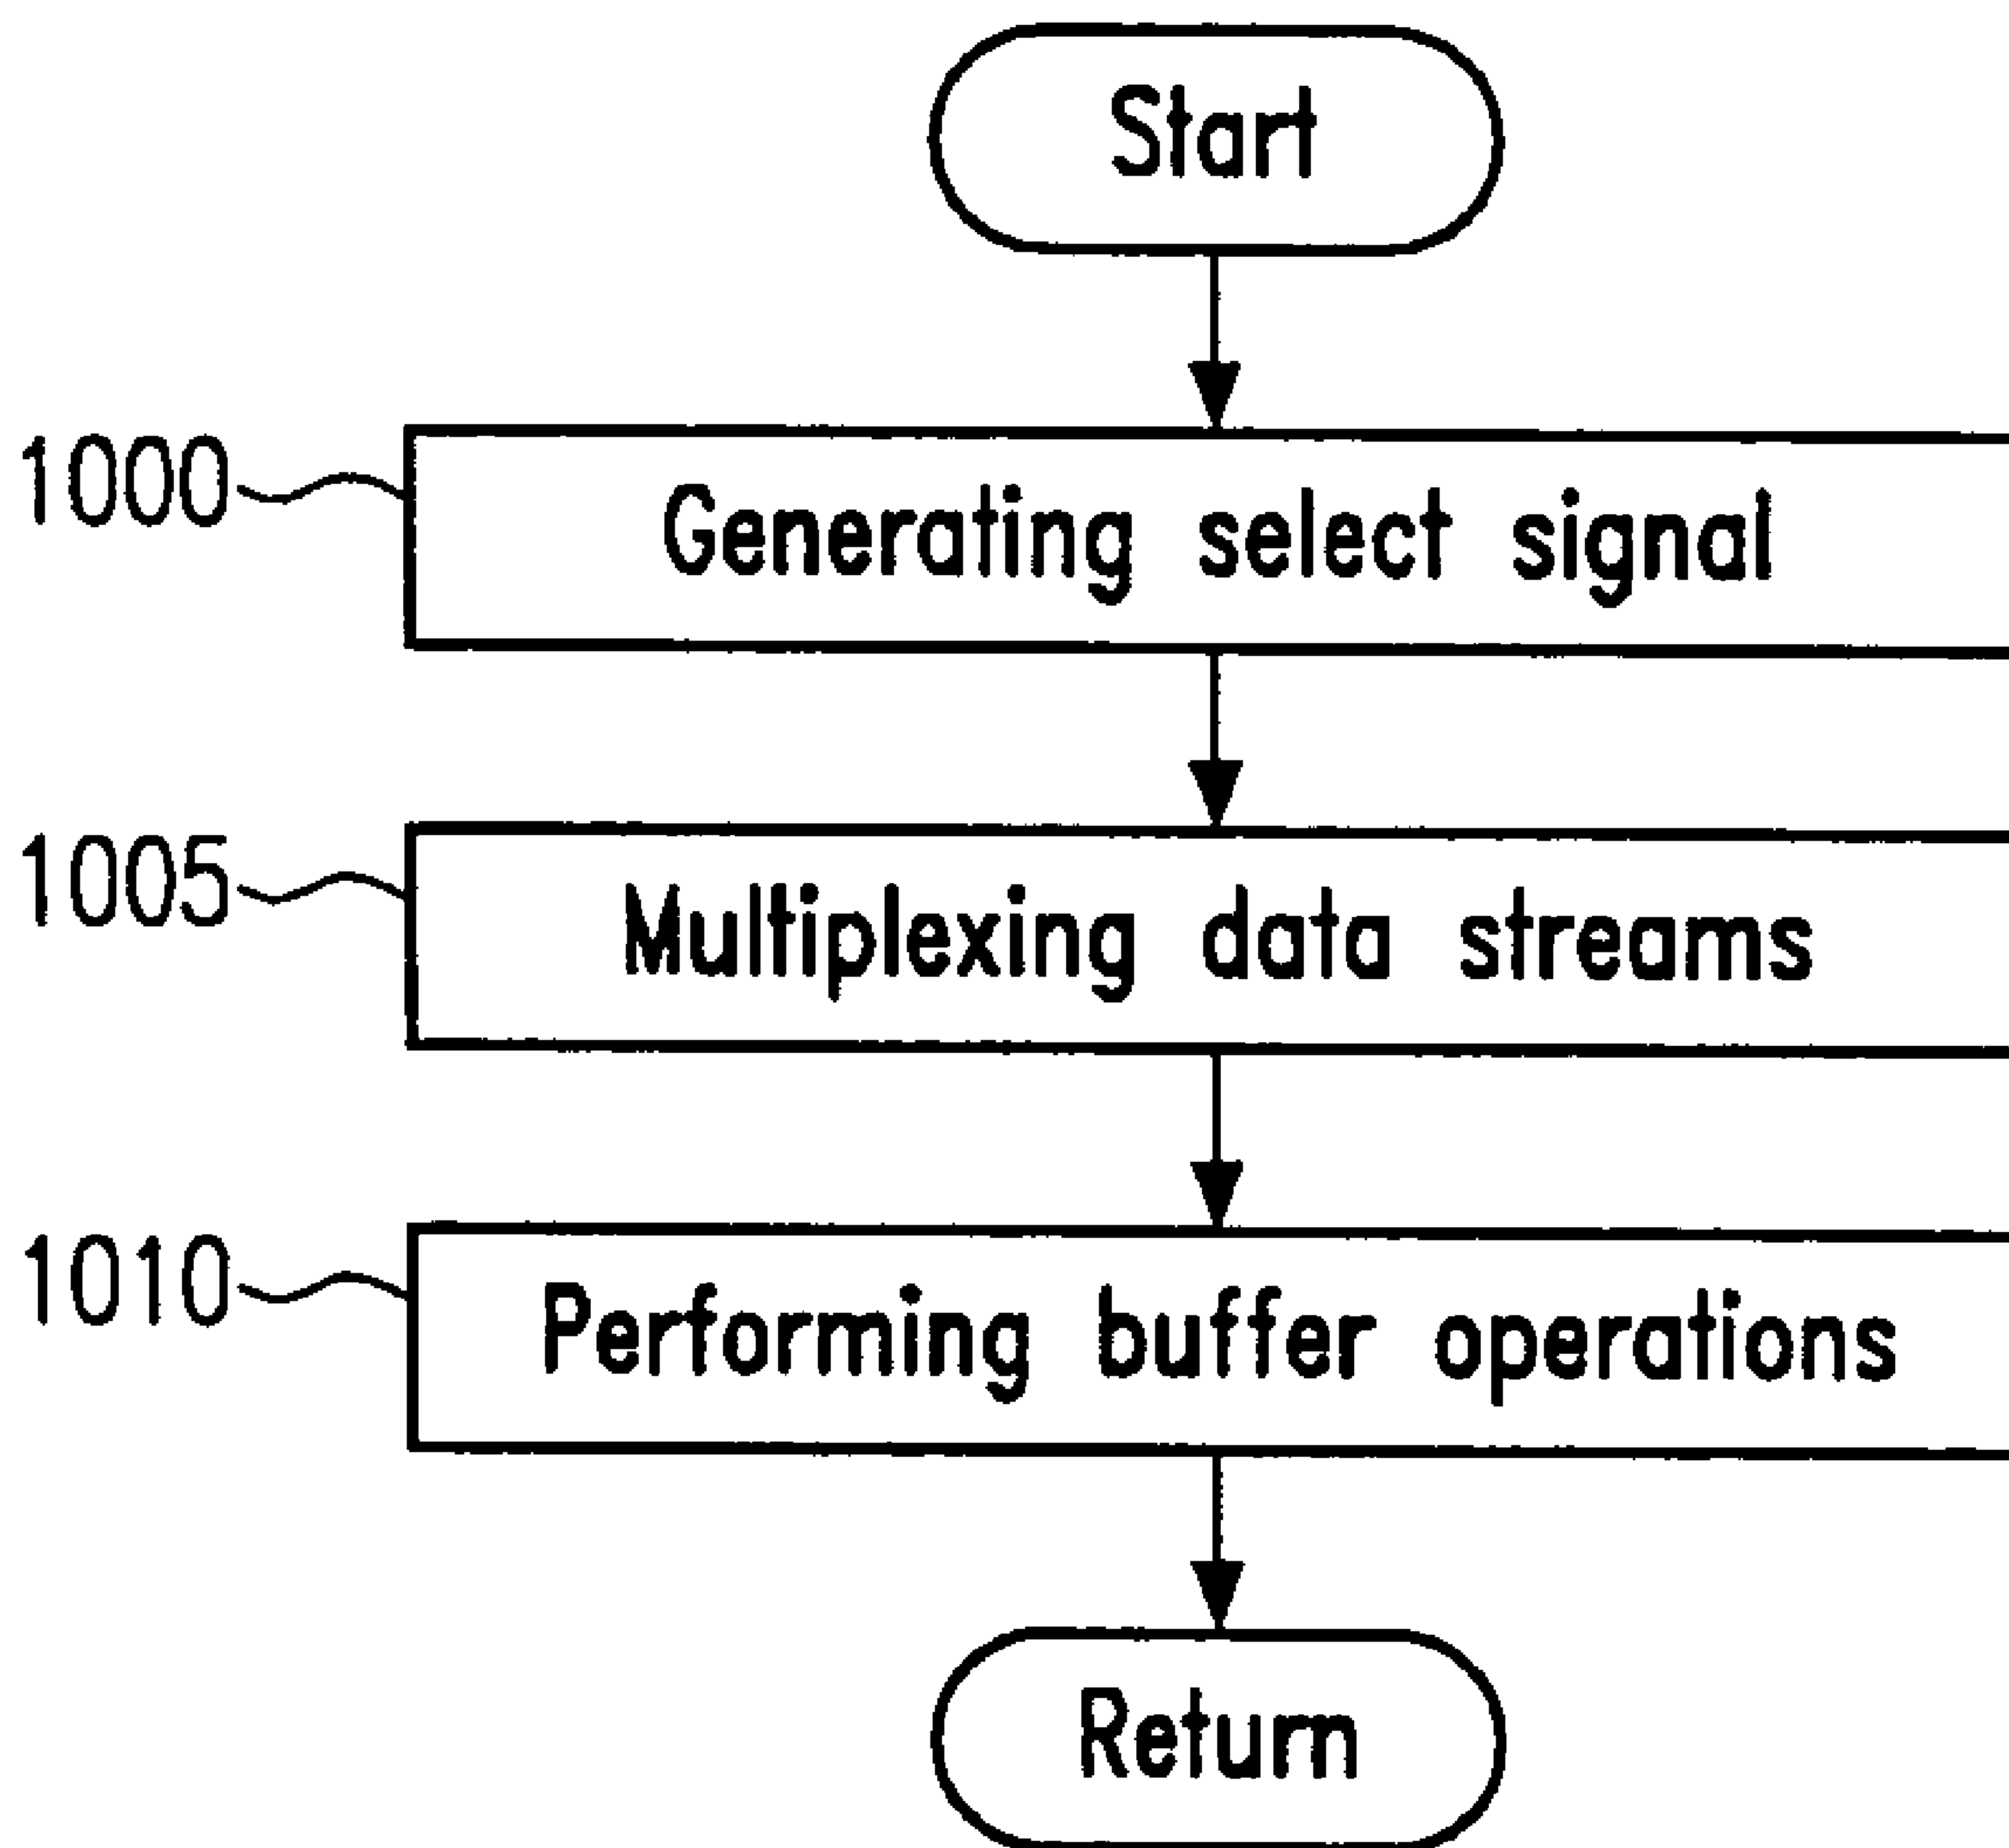 Start
1000
Generating select signal
1005
Multiplexing data streams
1010
Performing buffer operations
Return